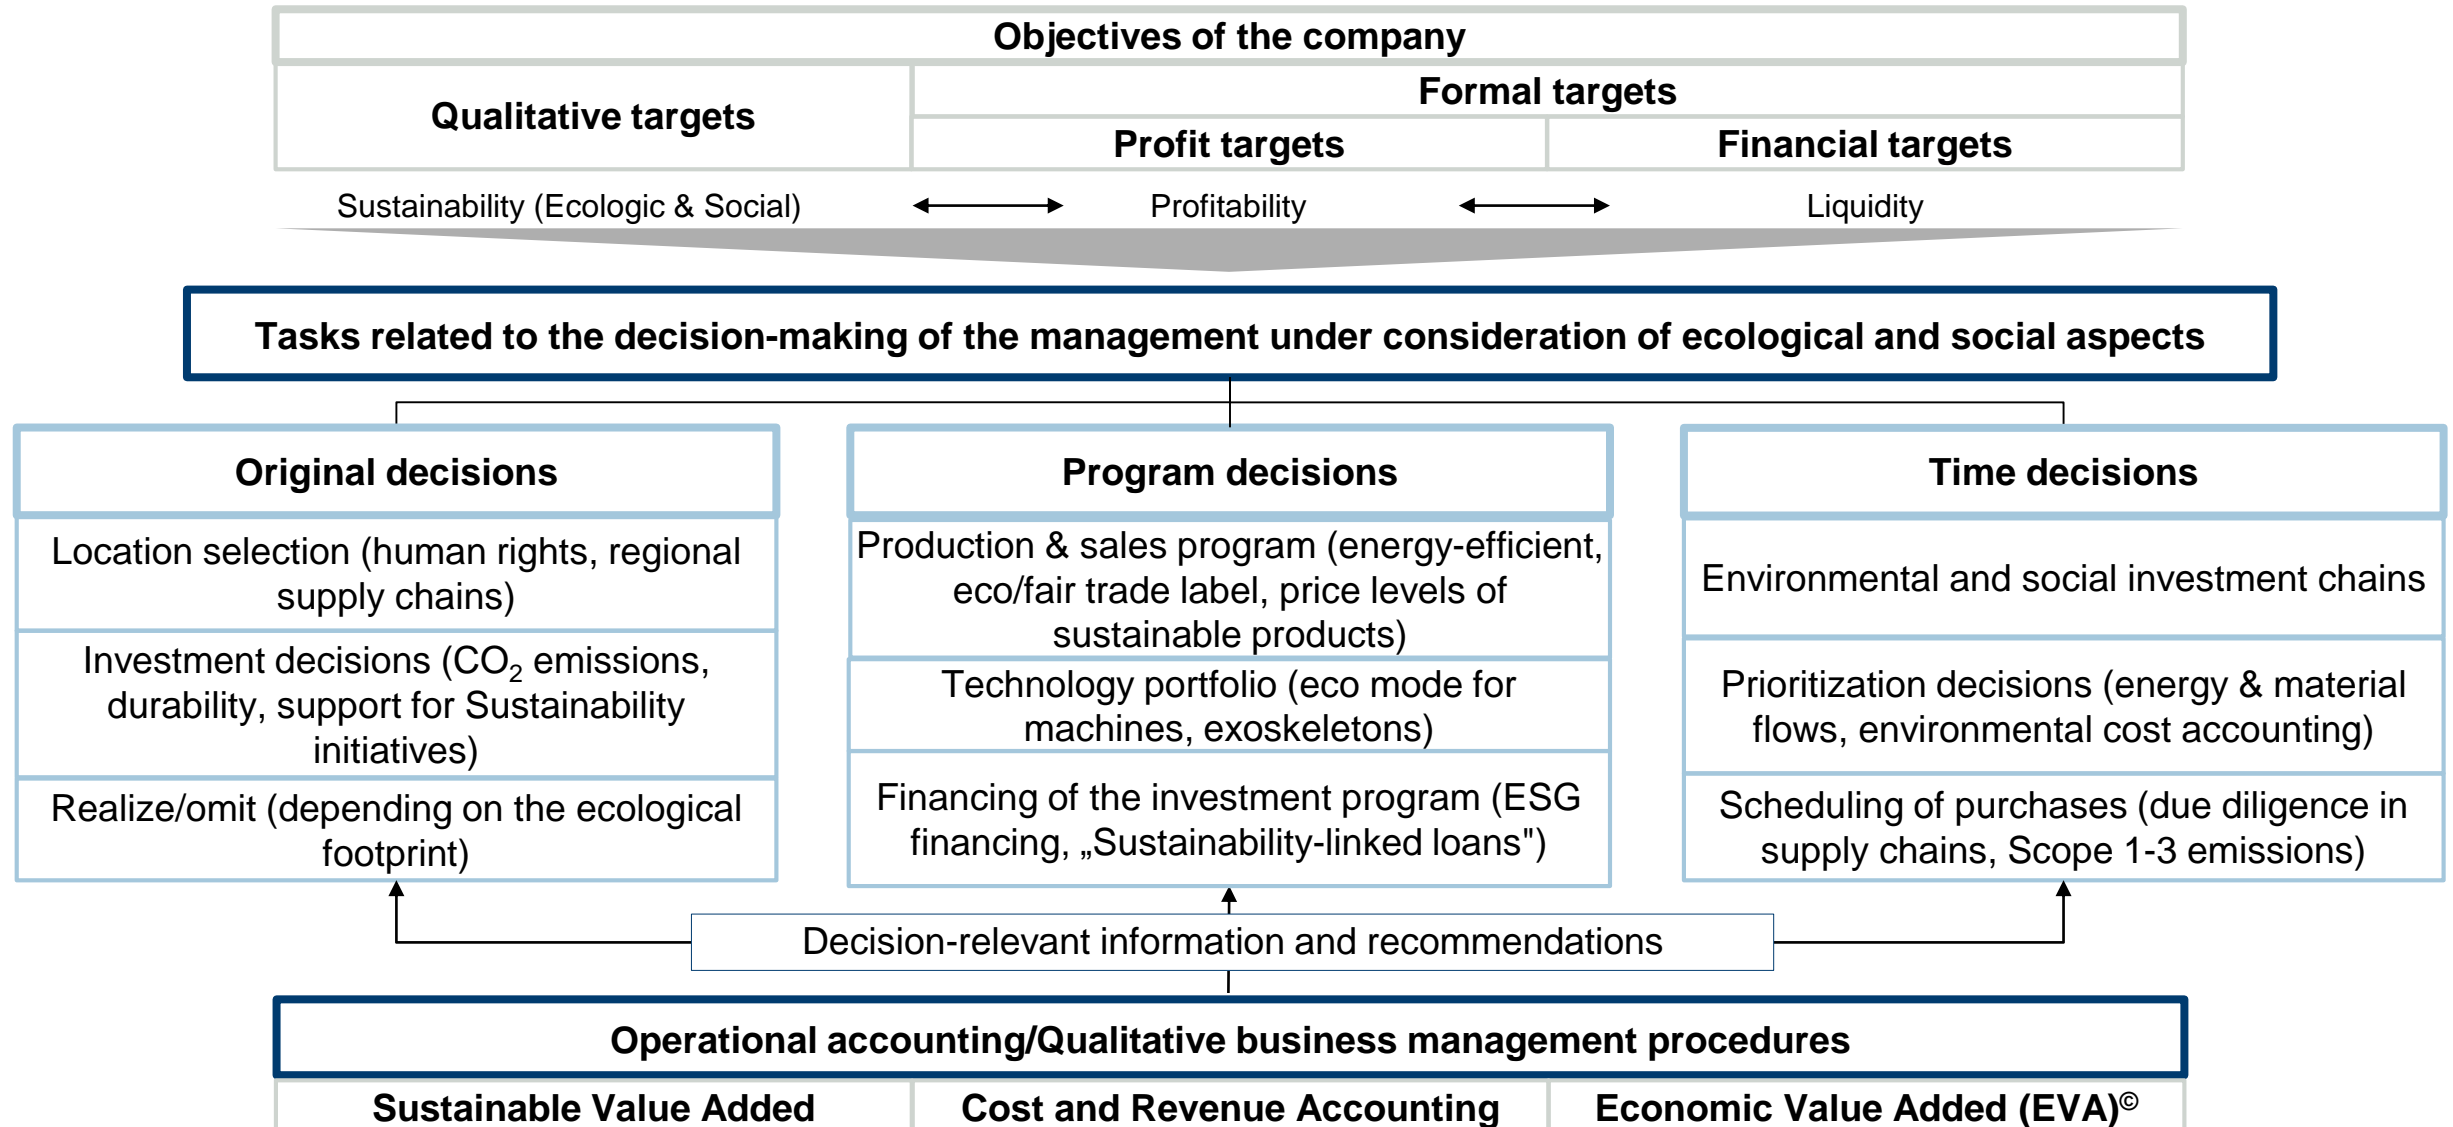 Objectives of the company
Qualitative targets
Formal targets
Profit targets
Financial targets
Sustainability (Ecologic & Social)
Profitability
Liquidity
Tasks related to the decision-making of the management under consideration of ecological and social aspects
Original decisions
Location selection (human rights, regional
supply chains)
Investment decisions (CO₂ emissions,
durability, support for Sustainability
initiatives)
Realize/omit (depending on the ecological
footprint)
Program decisions
Production & sales program (energy-efficient,
eco/fair trade label, price levels of
sustainable products)
Technology portfolio (eco mode for
machines, exoskeletons)
Financing of the investment program (ESG
financing, „Sustainability-linked loans")
Time decisions
Environmental and social investment chains
Prioritization decisions (energy & material
flows, environmental cost accounting)
Scheduling of purchases (due diligence in
supply chains, Scope 1-3 emissions)
Decision-relevant information and recommendations
Operational accounting/Qualitative business management procedures
Sustainable Value Added
Cost and Revenue Accounting
Economic Value Added (EVA)©